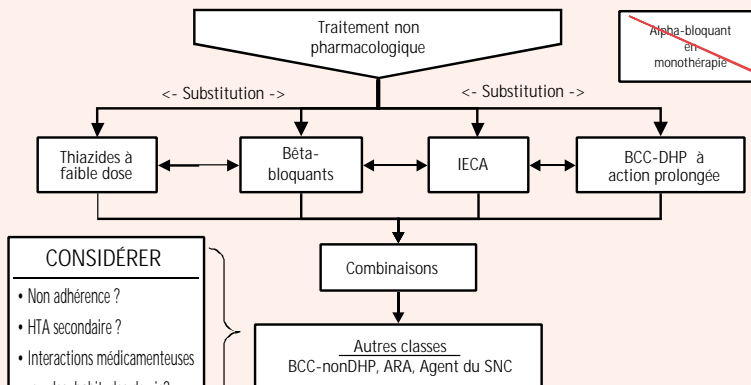 Traitement non
pharmacologique
Alpha-bloquant
en
monothérapie
<- Substitution ->
<- Substitution ->
Thiazides à
faible dose
Bêta-
bloquants
IECA
BCC-DHP à
action prolongée
CONSIDÉRER
• Non adhérence ?
• HTA secondaire ?
• Interactions médicamenteuses
Combinaisons
Autres classes
BCC-nonDHP, ARA, Agent du SNC